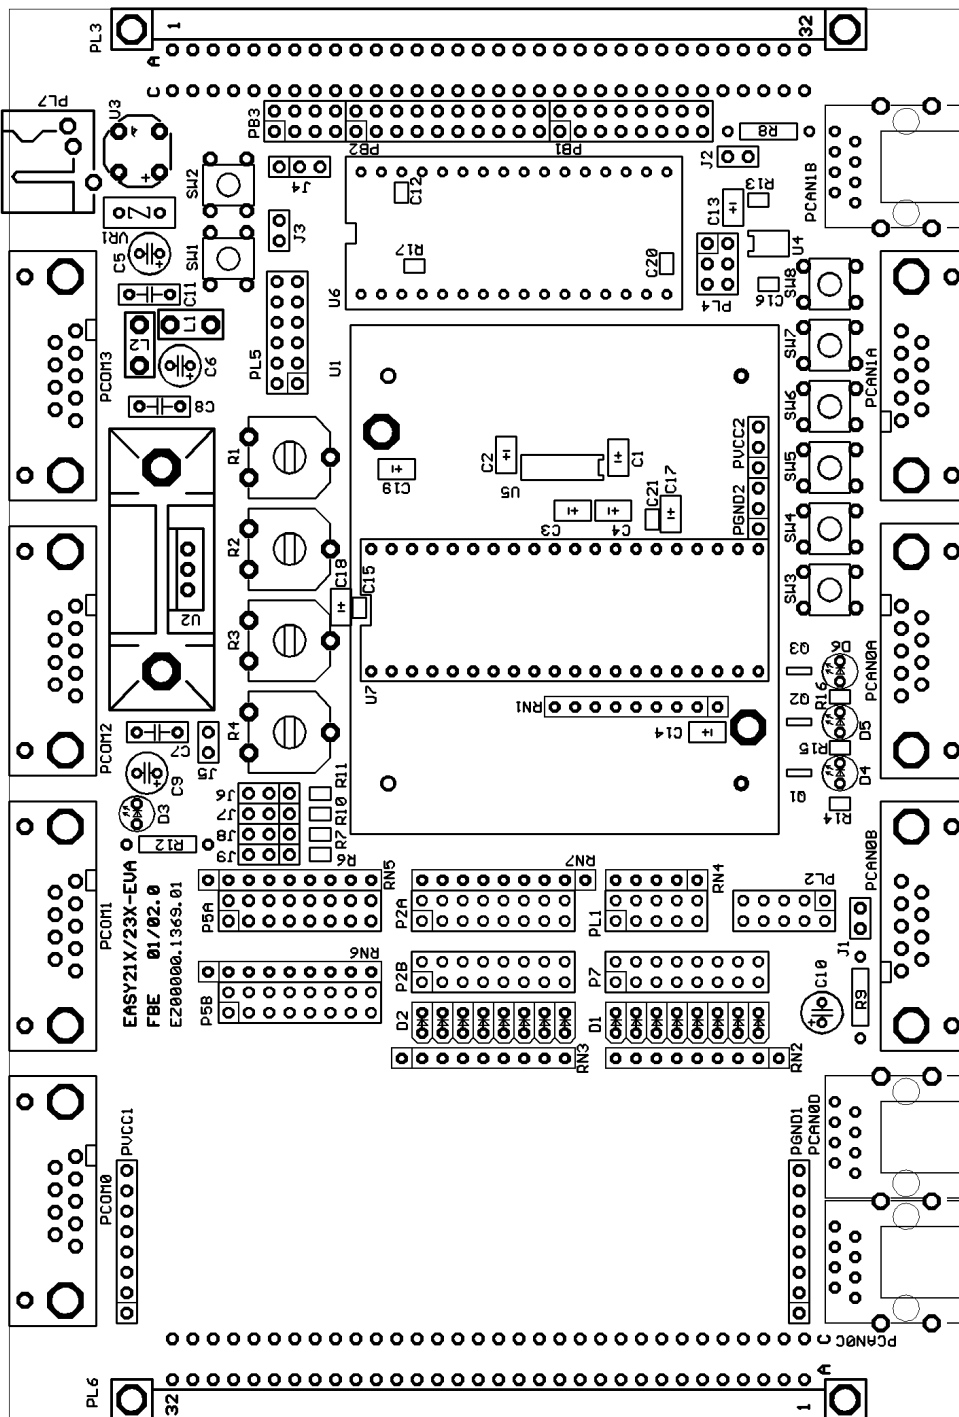 PL3
1
32
A
C
PL7
U3
4
+
PB3
PB2
PB1
R8
J2
PCAN1B
SW2
J4
C12
R13
C13
VR1
C5
SW1
J3
R17
C20
U4
PL4
C16
SW8
C11
U6
L2
L1
C6
PL5
U1
SW7
PCOM3
PCAN1A
C8
SW6
R1
C19
C2
U5
C1
C17
C21
PVCC2
PGND2
SW5
R2
C3
C4
SW4
C18
C15
SW3
U2
R3
U7
Q3
D6
R16
PCAN0A
Q2
RN1
R4
C14
D5
R15
PCOM2
C7
J5
C9
D3
R11
J6
J7
J8
J9
R10
R7
R6
Q1
D4
R14
R12
RN5
RN7
RN4
PL2
PCAN0B
P5A
P2A
PL1
J1
PCOM1
EASY21X/23X-EVA
FBE 01/02.0
EZ00000.1369.01
RN6
P5B
P2B
P7
C10
R9
D2
D1
RN3
RN2
PVCC1
PGND1
PCAN0D
PCOM0
PCAN0C
C
A
PL6
32
1